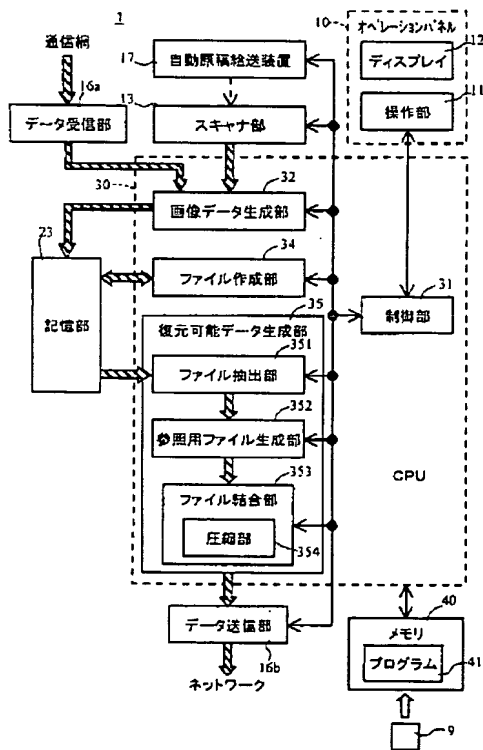 1
10
オペレーションパネル
通信網
17
自動原稿給送装置
ディスプレイ
12
16a
13
操作部
11
データ受信部
スキャナ部
30
32
画像データ生成部
23
34
記憶部
ファイル作成部
31
制御部
35
復元可能データ生成部
351
ファイル抽出部
352
参照用ファイル生成部
353
CPU
ファイル結合部
圧縮部
354
40
データ送信部
メモリ
16b
プログラム
41
ネットワーク
9